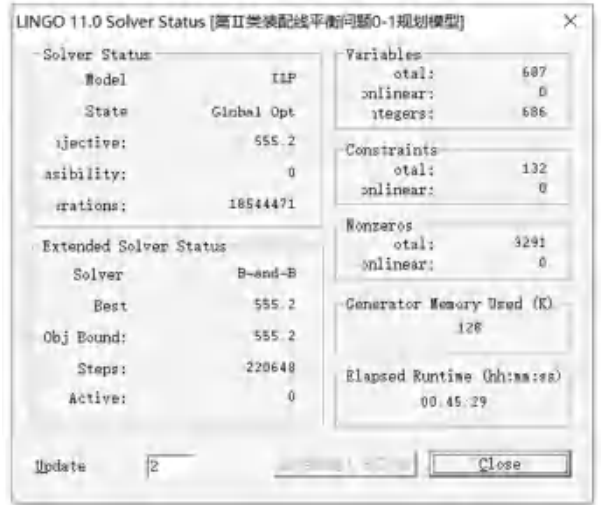 LINGO 11.0 Solver Status [第Ⅱ类装配线平衡问题0-1规划模型]
Solver Status
Model ILP
State Global Opt
jective: 555.2
asibility: 0
erations: 18544471
Extended Solver Status
Solver B-and-B
Best 555.2
Obj Bound: 555.2
Steps: 220648
Active: 0
Variables
otal: 687
onlinear: 0
ntegers: 686
Constraints
otal: 132
onlinear: 0
Nonzeros
otal: 3291
onlinear: 0
Generator Memory Used (K)
128
Elapsed Runtime (hh:mm:ss)
00:45:29
Update 2
Close